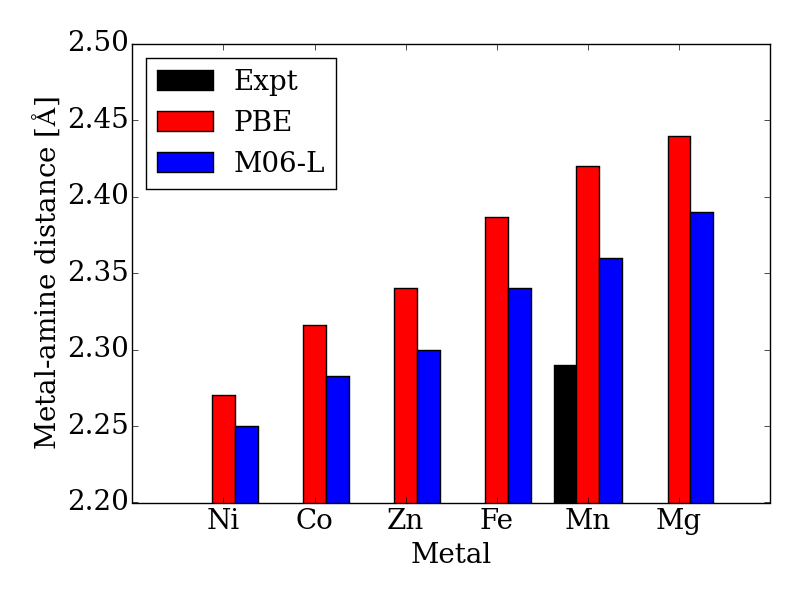 2.50
2.45
2.40
2.35
2.30
2.25
2.20
Metal-amine distance [Å]
Expt
PBE
M06-L
Ni Co Zn Fe Mn Mg
Metal